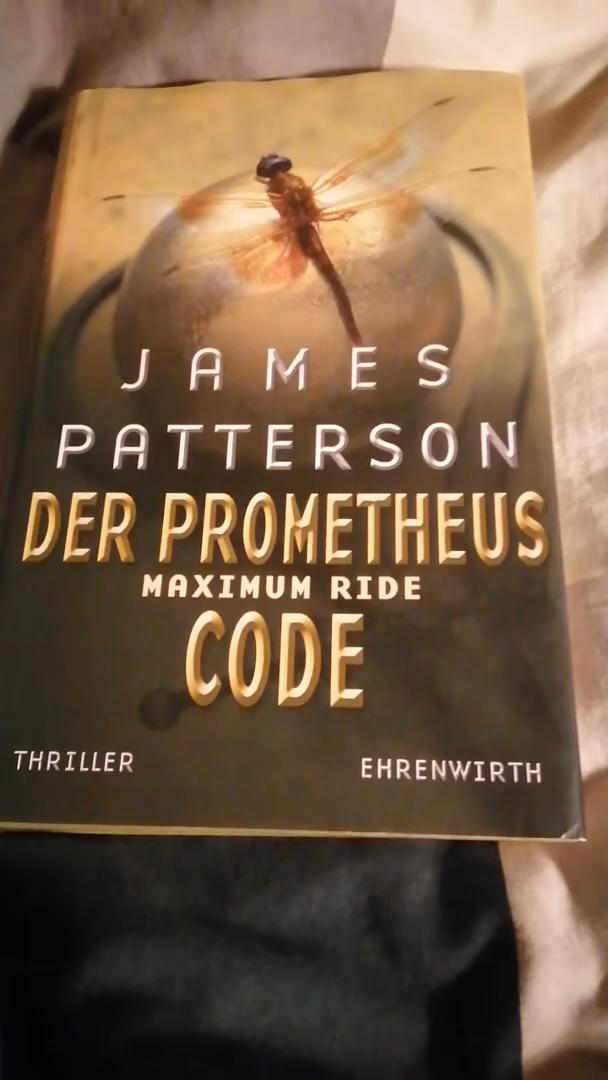 JAMES
PATTERSON
DER PROMETHEUS
MAXIMUM RIDE
CODE
THRILLER
EHRENWIRTH